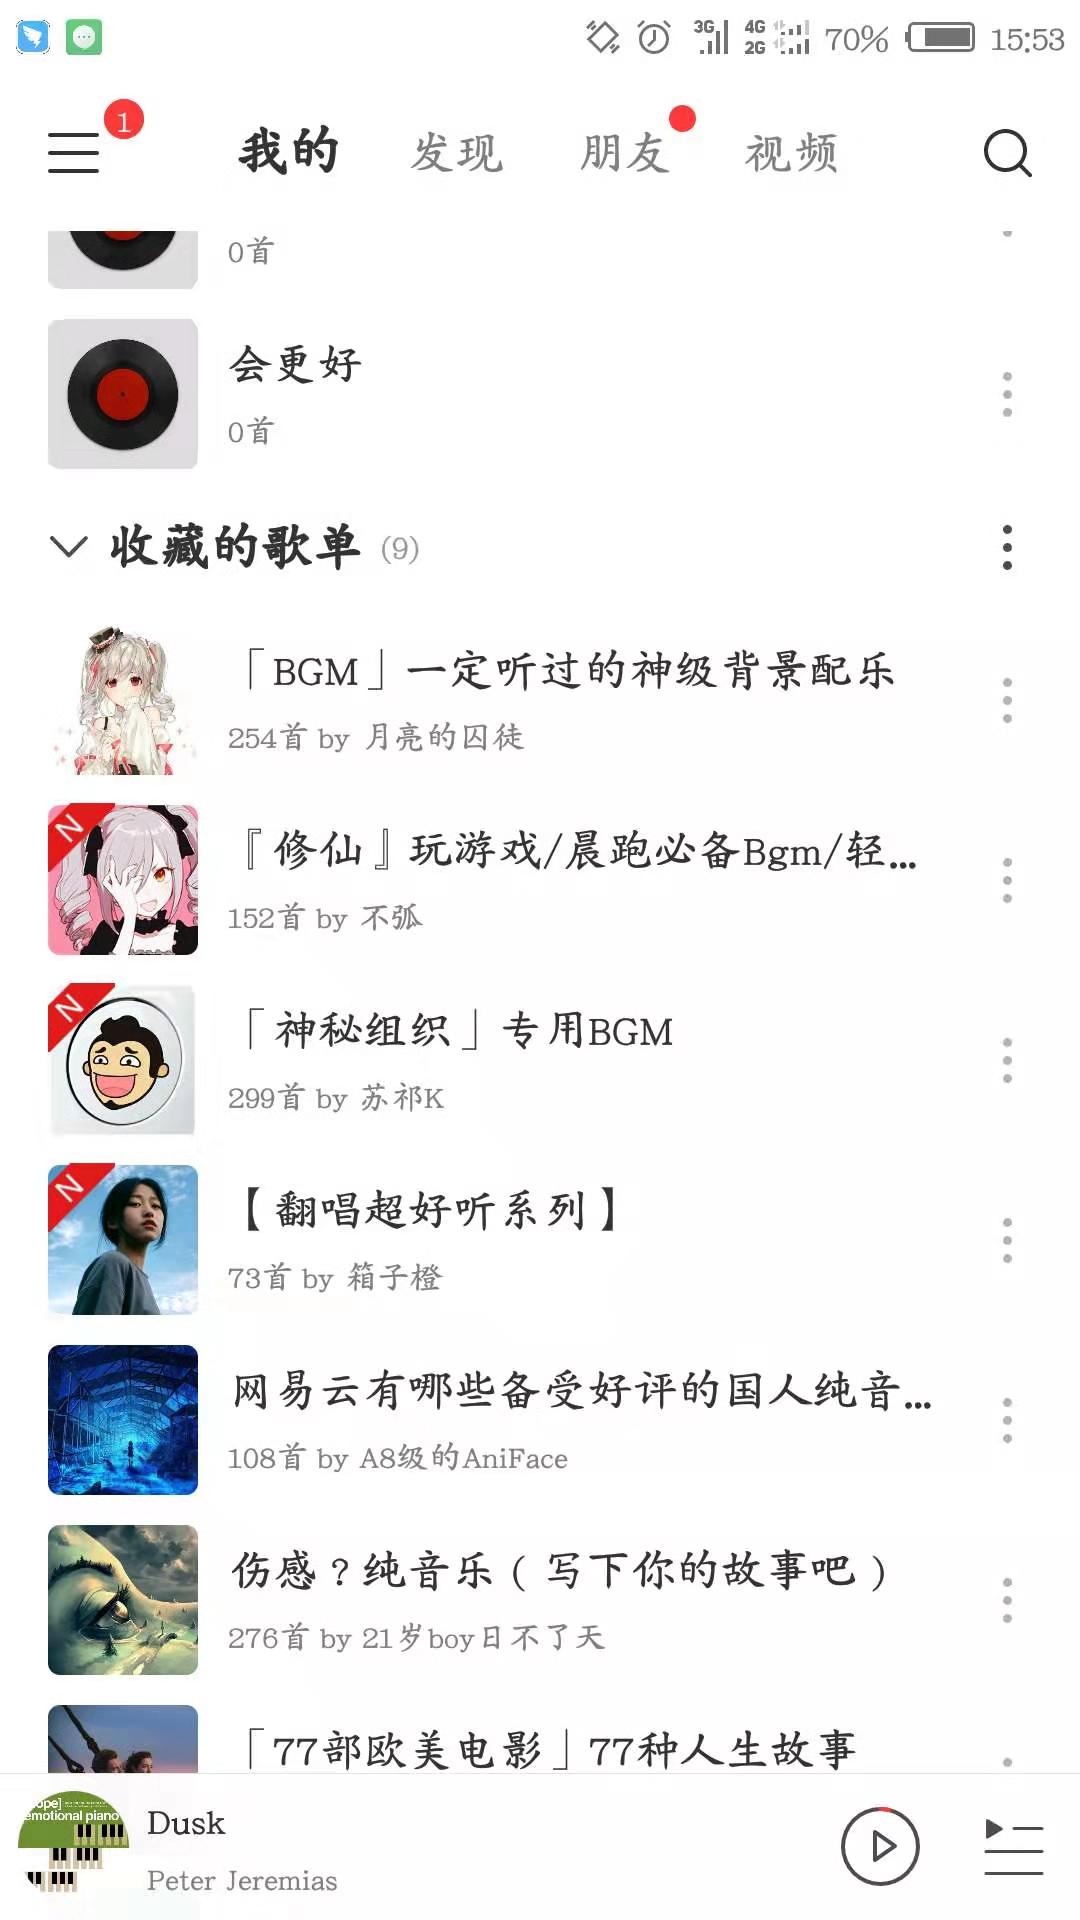 3G 4G 2G 70% 15:53
1
我的 发现 朋友 视频
0首
会更好
0首
收藏的歌单 (9)
「BGM」一定听过的神级背景配乐
254首 by 月亮的囚徒
N
『修仙』玩游戏/晨跑必备Bgm/轻...
152首 by 不弧
N
「神秘组织」专用BGM
299首 by 苏祁K
N
【翻唱超好听系列】
73首 by 箱子橙
网易云有哪些备受好评的国人纯音...
108首 by A8级的AniFace
伤感？纯音乐（写下你的故事吧）
276首 by 21岁boy日不了天
「77部欧美电影」77种人生故事
emotional piano
Dusk
Peter Jeremias